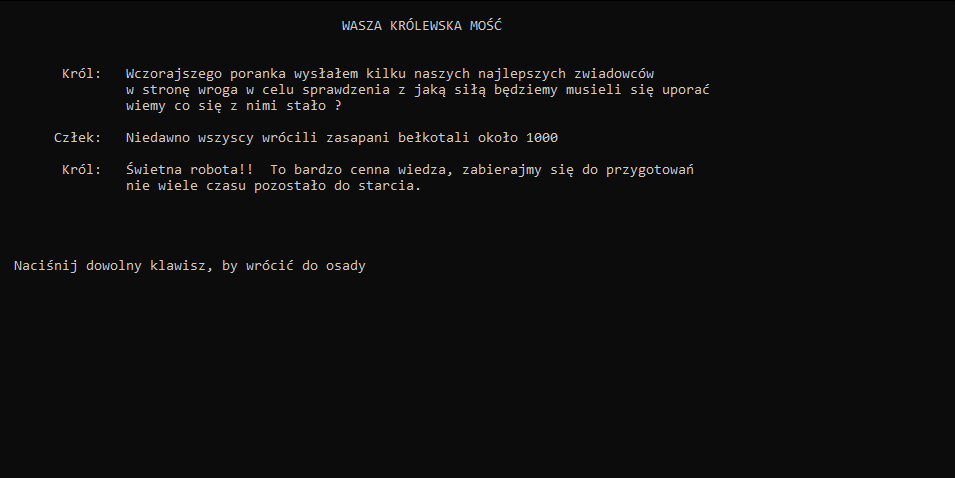 WASZA KRÓLEWSKA MOŚĆ
Król: Wczorajszego poranka wysłałem kilku naszych najlepszych zwiadowców
w stronę wroga w celu sprawdzenia z jaką siłą będziemy musieli się uporać
wiemy co się z nimi stało ?
Człek: Niedawno wszyscy wrócili zasapani bełkotali około 1000
Król: Świetna robota!! To bardzo cenna wiedza, zabierajmy się do przygotowań
nie wiele czasu pozostało do starcia.
Naciśnij dowolny klawisz, by wrócić do osady